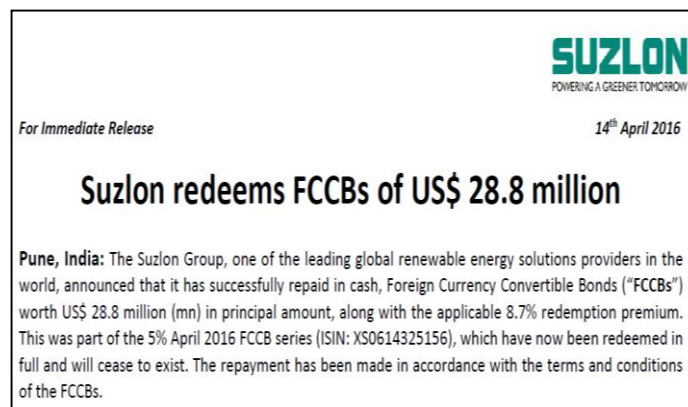 SUZLON
POWERING A GREENER TOMORROW
For Immediate Release 14th April 2016
Suzlon redeems FCCBs of US$ 28.8 million
Pune, India: The Suzlon Group, one of the leading global renewable energy solutions providers in the
world, announced that it has successfully repaid in cash, Foreign Currency Convertible Bonds (“FCCBs”)
worth US$ 28.8 million (mn) in principal amount, along with the applicable 8.7% redemption premium.
This was part of the 5% April 2016 FCCB series (ISIN: XS0614325156), which have now been redeemed in
full and will cease to exist. The repayment has been made in accordance with the terms and conditions
of the FCCBs.